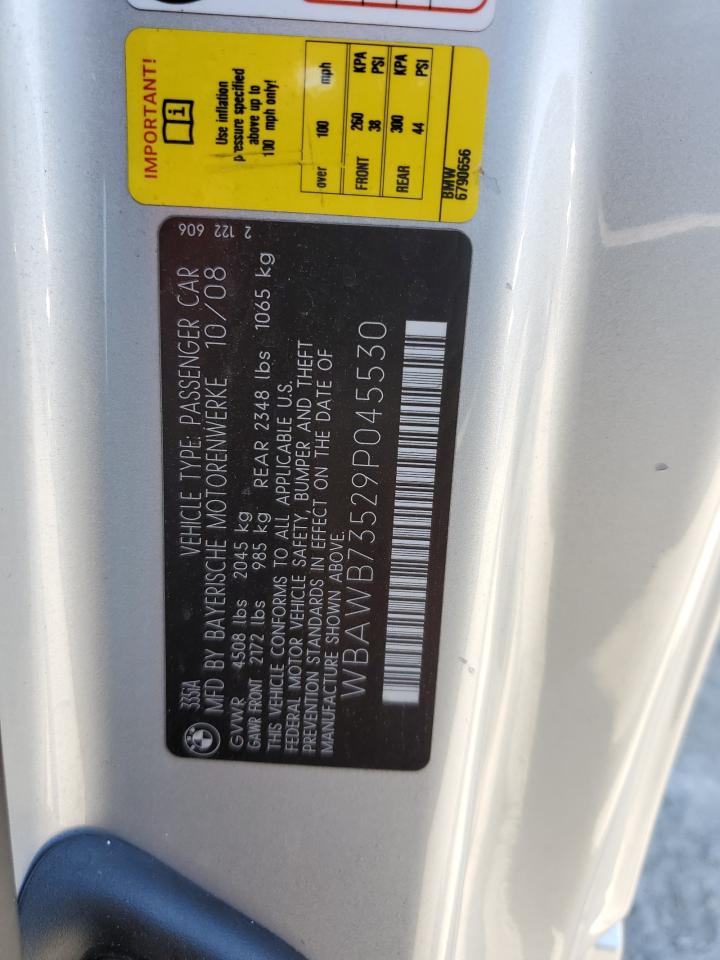 IMPORTANT!
Use inflation
pressure specified
above up to
100 mph only!
over 100 mph
FRONT 260 KPA
38 PSI
REAR 300 KPA
44 PSI
BMW
6790656
335iA VEHICLE TYPE: PASSENGER CAR
MFD BY BAYERISCHE MOTORENWERKE 10/08
GVWR 4508 lbs 2045 kg
GAWR FRONT 2172 lbs 985 kg REAR 2348 lbs 1065 kg
THIS VEHICLE CONFORMS TO ALL APPLICABLE U.S.
FEDERAL MOTOR VEHICLE SAFETY, BUMPER AND THEFT
PREVENTION STANDARDS IN EFFECT ON THE DATE OF
MANUFACTURE SHOWN ABOVE.
WBAWB73529P045530
2 122 606